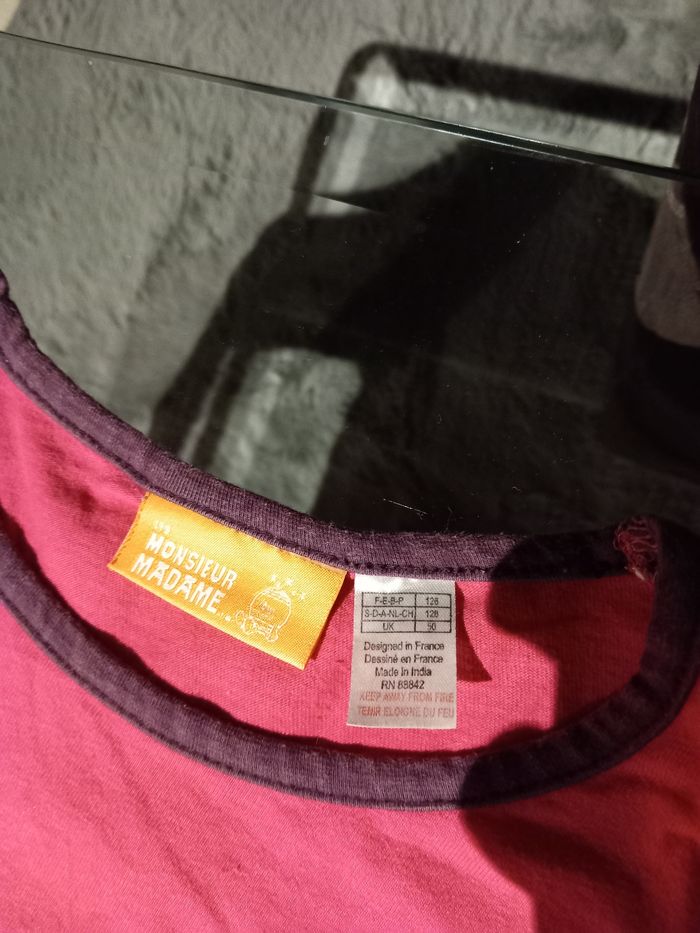 LES
MONSIEUR
MADAME
F-E-B-P 126
S-D-A-NL-CH 128
UK 50
Designed in France
Dessiné en France
Made in India
RN 88842
KEEP AWAY FROM FIRE
TENIR ELOIGNE DU FEU